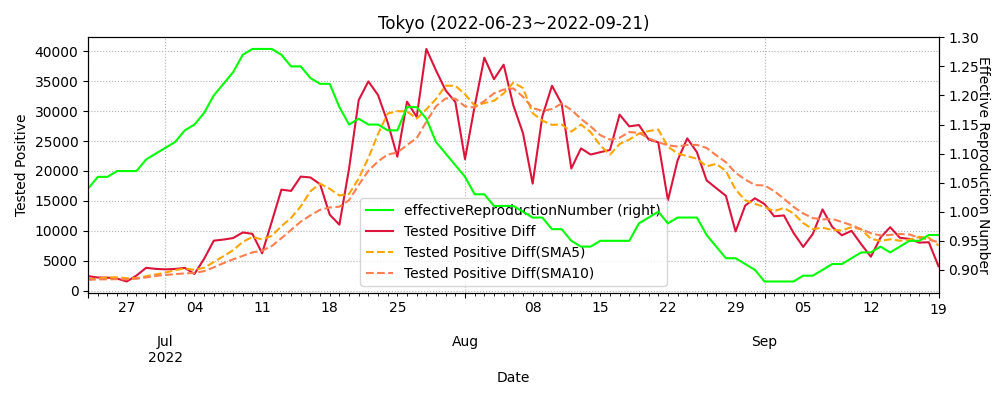 Tokyo (2022-06-23~2022-09-21)
Tested Positive
40000
35000
30000
25000
20000
15000
10000
5000
0
1.30
1.25
1.20
1.15
1.10
1.05
1.00
0.95
0.90
Effective Reproduction Number
effectiveReproductionNumber (right)
Tested Positive Diff
Tested Positive Diff(SMA5)
Tested Positive Diff(SMA10)
27 04 11 18 25 08 15 22 29 05 12 19
Jul Aug Sep
2022
Date